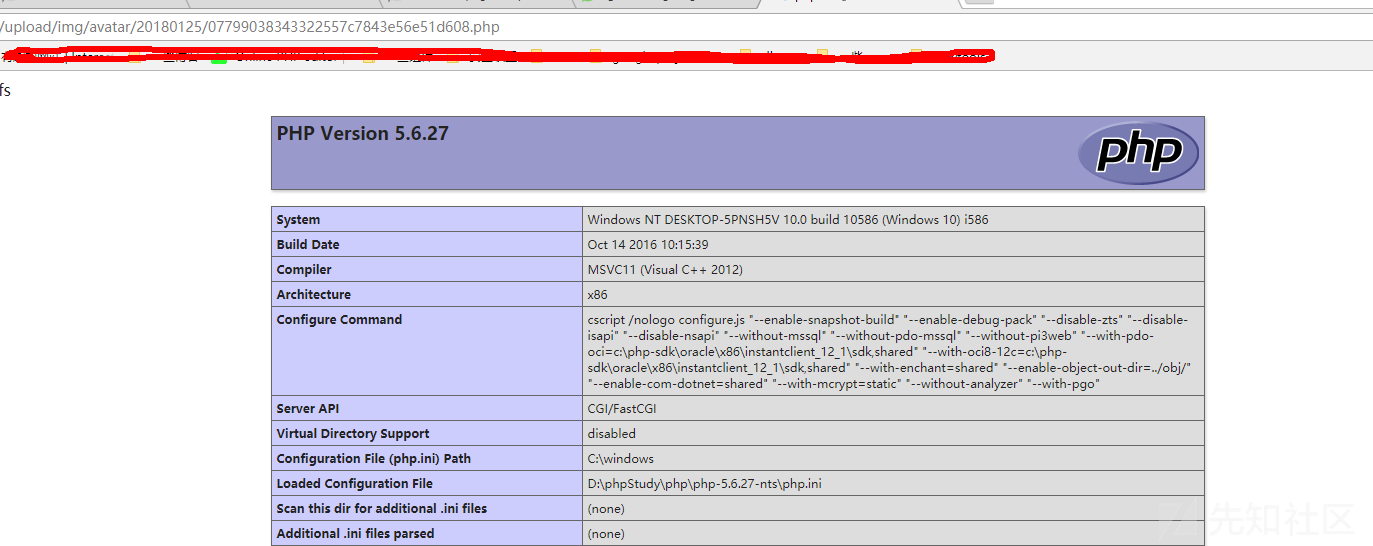 /upload/img/avatar/20180125/07799038343322557c7843e56e51d608.php
fs
PHP Version 5.6.27
php
System Windows NT DESKTOP-5PNSH5V 10.0 build 10586 (Windows 10) i586
Build Date Oct 14 2016 10:15:39
Compiler MSVC11 (Visual C++ 2012)
Architecture x86
Configure Command cscript /nologo configure.js "--enable-snapshot-build" "--enable-debug-pack" "--disable-zts" "--disable-
isapi" "--disable-nsapi" "--without-mssql" "--without-pdo-mssql" "--without-pi3web" "--with-pdo-
oci=c:\php-sdk\oracle\x86\instantclient_12_1\sdk,shared" "--with-oci8-12c=c:\php-
sdk\oracle\x86\instantclient_12_1\sdk,shared" "--with-enchant=shared" "--enable-object-out-dir=../obj/"
"--enable-com-dotnet=shared" "--with-mcrypt=static" "--without-analyzer" "--with-pgo"
Server API CGI/FastCGI
Virtual Directory Support disabled
Configuration File (php.ini) Path C:\windows
Loaded Configuration File D:\phpStudy\php\php-5.6.27-nts\php.ini
Scan this dir for additional .ini files (none)
Additional .ini files parsed (none)
先知社区